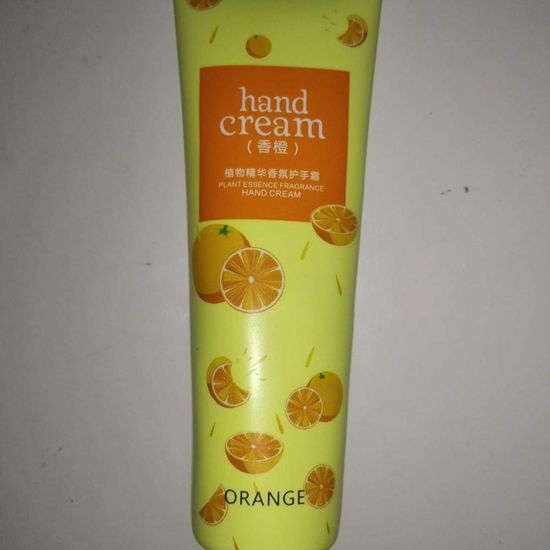 hand
cream
(香橙)
植物精华香氛护手霜
PLANT ESSENCE FRAGRANCE
HAND CREAM
ORANGE